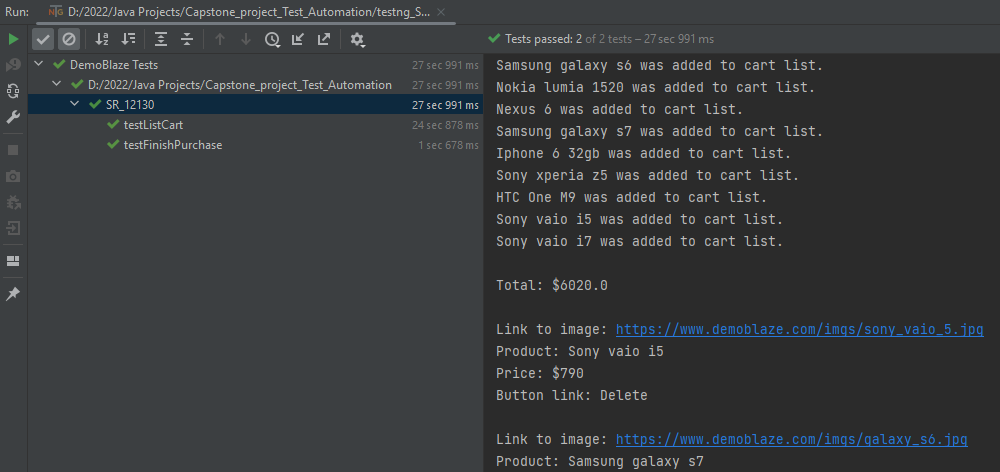 Run: NG D:/2022/Java Projects/Capstone_project_Test_Automation/testng_S...
Tests passed: 2 of 2 tests – 27 sec 991 ms
DemoBlaze Tests 27 sec 991 ms
D:/2022/Java Projects/Capstone_project_Test_Automation 27 sec 991 ms
SR_12130 27 sec 991 ms
testListCart 24 sec 878 ms
testFinishPurchase 1 sec 678 ms
Samsung galaxy s6 was added to cart list.
Nokia lumia 1520 was added to cart list.
Nexus 6 was added to cart list.
Samsung galaxy s7 was added to cart list.
Iphone 6 32gb was added to cart list.
Sony xperia z5 was added to cart list.
HTC One M9 was added to cart list.
Sony vaio i5 was added to cart list.
Sony vaio i7 was added to cart list.
Total: $6020.0
Link to image: https://www.demoblaze.com/imgs/sony_vaio_5.jpg
Product: Sony vaio i5
Price: $790
Button link: Delete
Link to image: https://www.demoblaze.com/imgs/galaxy_s6.jpg
Product: Samsung galaxy s7